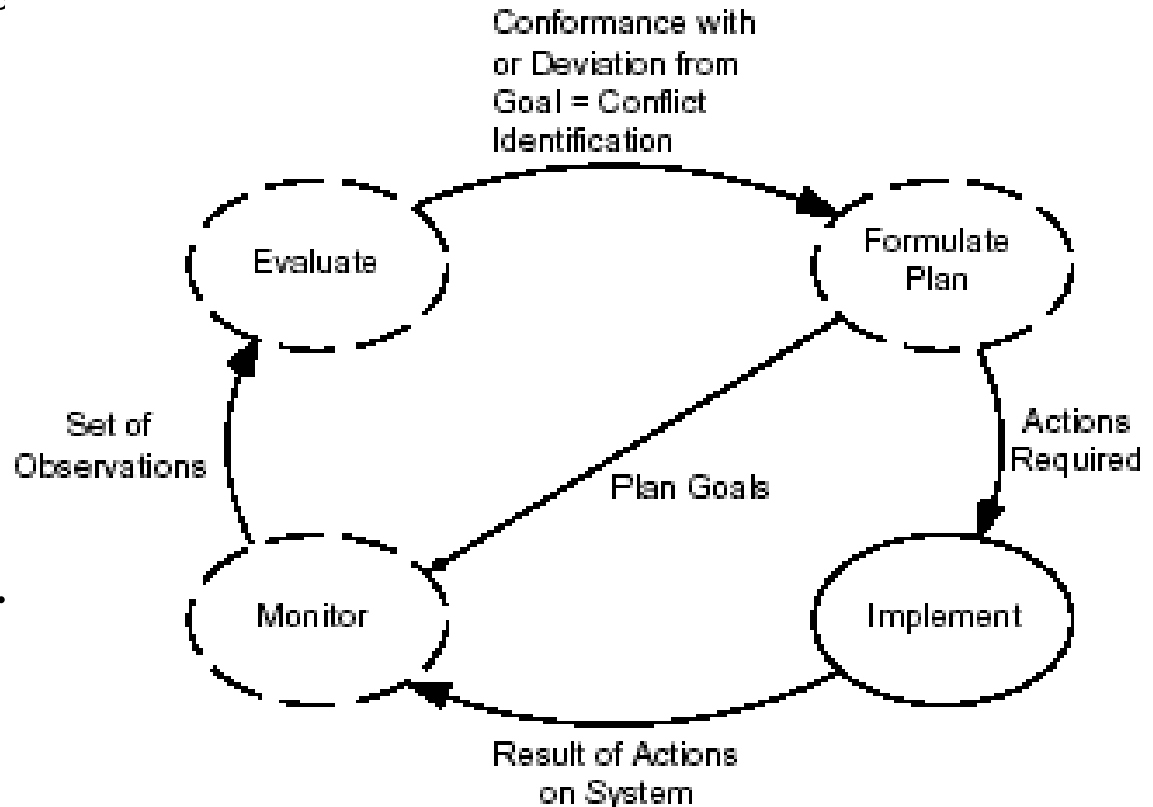 Conformance with
or Deviation from
Goal = Conflict
Identification
Evaluate
Formulate
Plan
Set of
Observations
Actions
Required
Plan Goals
Monitor
Implement
Result of Actions
on System